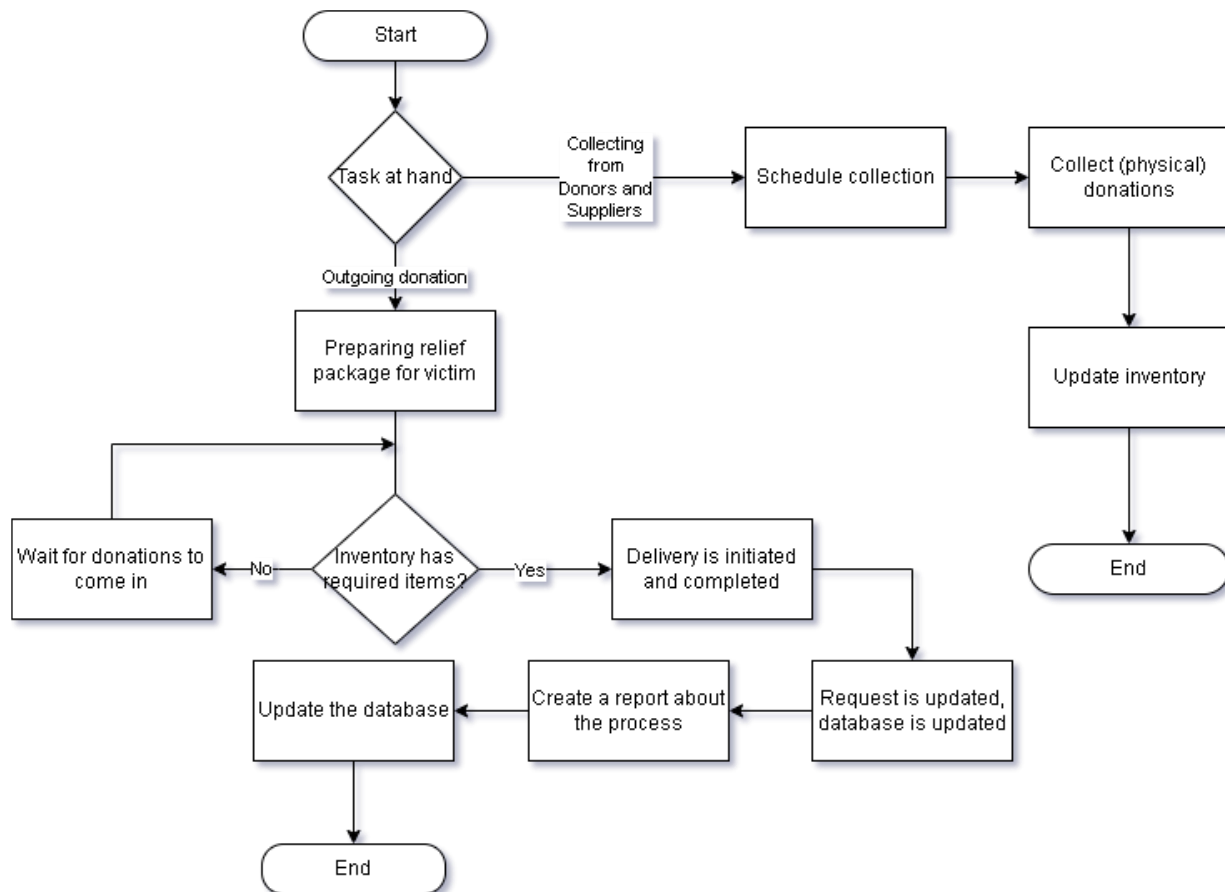 Start
Task at hand
Collecting
from
Donors and
Suppliers
Schedule collection
Collect (physical)
donations
Outgoing donation
Preparing relief
package for victim
Update inventory
Wait for donations to
come in
No
Inventory has
required items?
Yes
Delivery is initiated
and completed
End
Update the database
Create a report about
the process
Request is updated,
database is updated
End